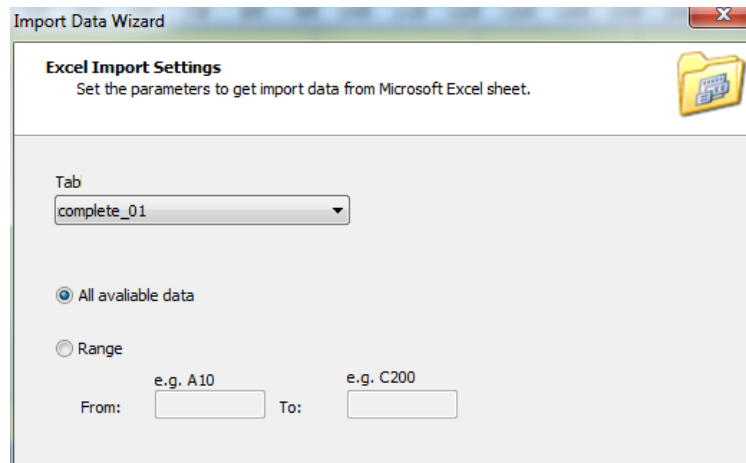 Import Data Wizard
Excel Import Settings
Set the parameters to get import data from Microsoft Excel sheet.
Tab
complete_01
All avaliable data
Range
e.g. A10
e.g. C200
From:
To: